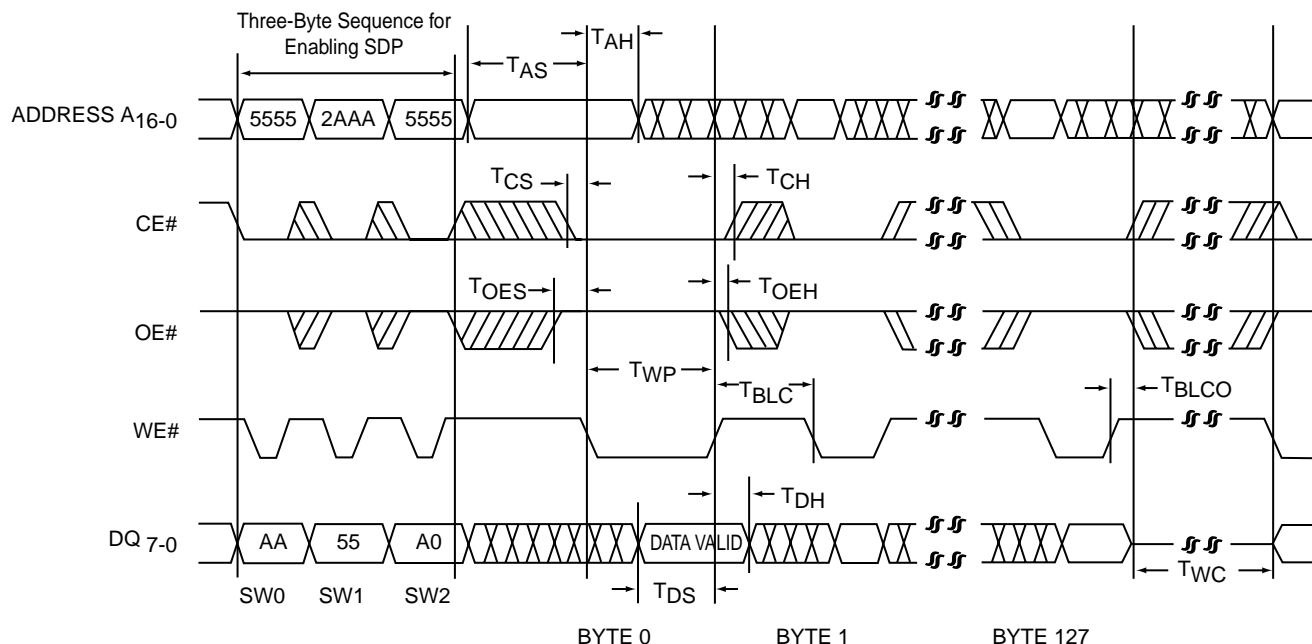 Three-Byte Sequence for
Enabling SDP
TAH
TAS
ADDRESS A16-0
5555
2AAA
5555
TCS
TCH
CE#
TOES
TOEH
OE#
TWP
TBLC
TBLCO
WE#
TDH
DQ 7-0
AA
55
A0
DATA VALID
TWC
SW0
SW1
SW2
TDS
BYTE 0
BYTE 1
BYTE 127